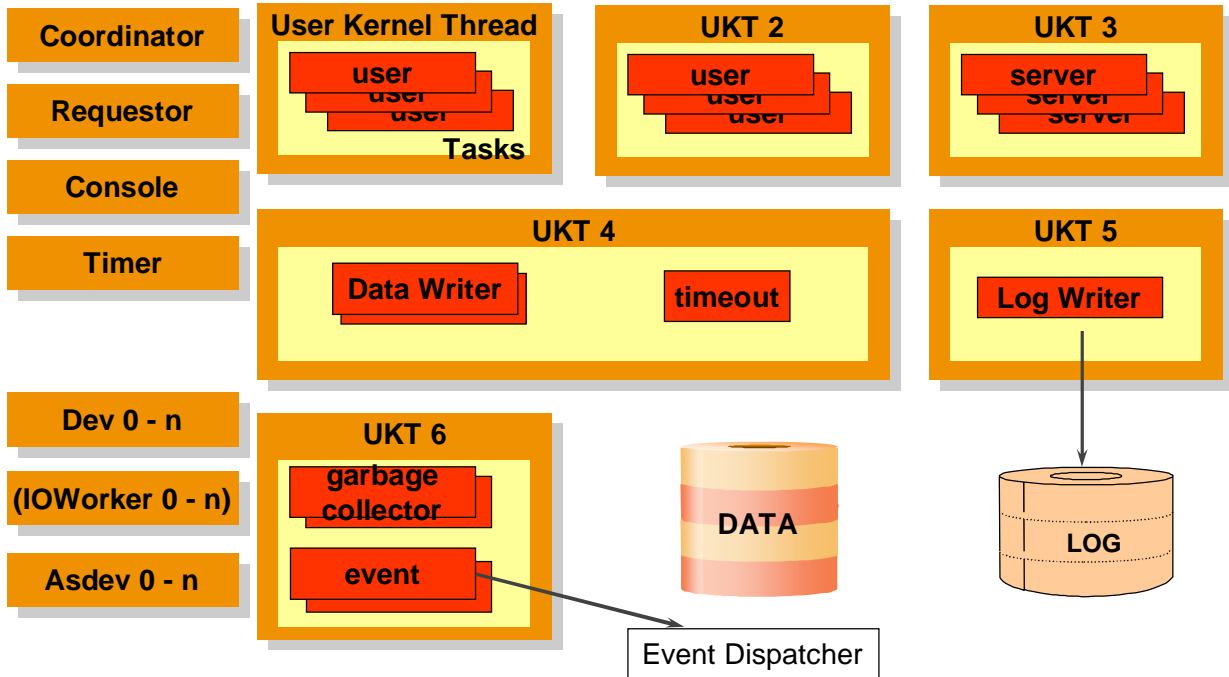 Coordinator
Requestor
Console
Timer
Dev 0 - n
(IOWorker 0 - n)
Asdev 0 - n
User Kernel Thread
user
user
user
Tasks
UKT 2
user
user
user
UKT 3
server
server
server
UKT 4
Data Writer
timeout
UKT 5
Log Writer
UKT 6
garbage
collector
event
DATA
LOG
Event Dispatcher